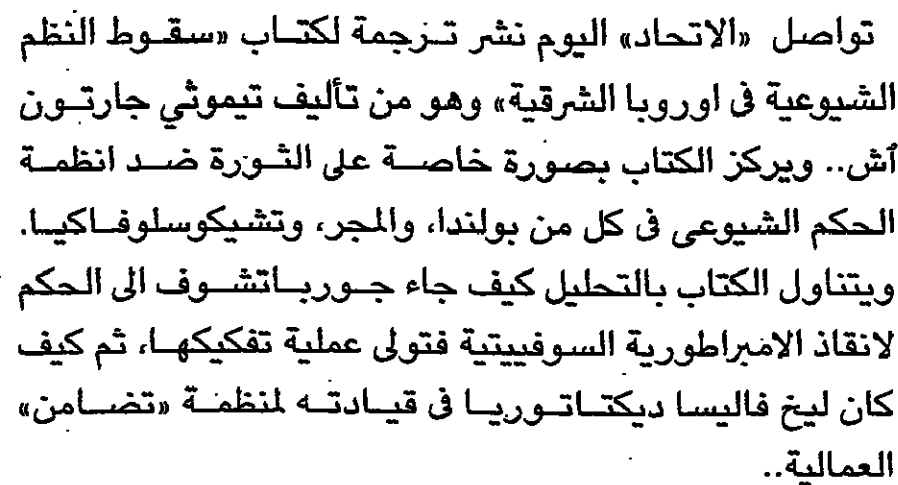 تواصل «الاتحاد» اليوم نشر ترجمة لكتاب «سقوط النظم
الشيوعية فى اوروبا الشرقية» وهو من تأليف تيموثي جارتون
آش.. ويركز الكتاب بصورة خاصة على الثورة ضد انظمة
الحكم الشيوعى فى كل من بولندا، والمجر، وتشيكوسلوفاكيا.
ويتناول الكتاب بالتحليل كيف جاء جورباتشوف الى الحكم
لانقاذ الامبراطورية السوفييتية فتولى عملية تفكيكها، ثم كيف
كان ليخ فاليسا ديكتاتوريا فى قيادته لمنظمة «تضامن»
العمالية..